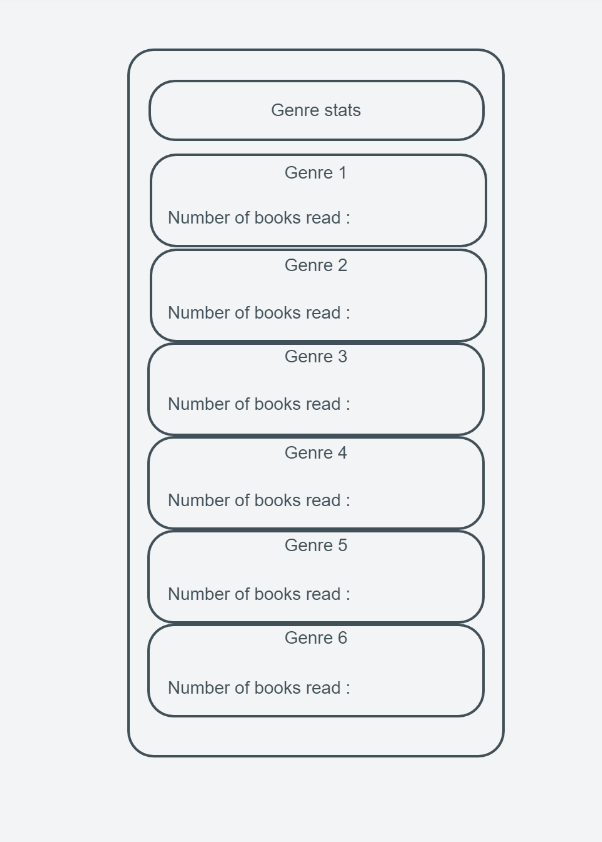 Genre stats
Genre 1
Number of books read :
Genre 2
Number of books read :
Genre 3
Number of books read :
Genre 4
Number of books read :
Genre 5
Number of books read :
Genre 6
Number of books read :